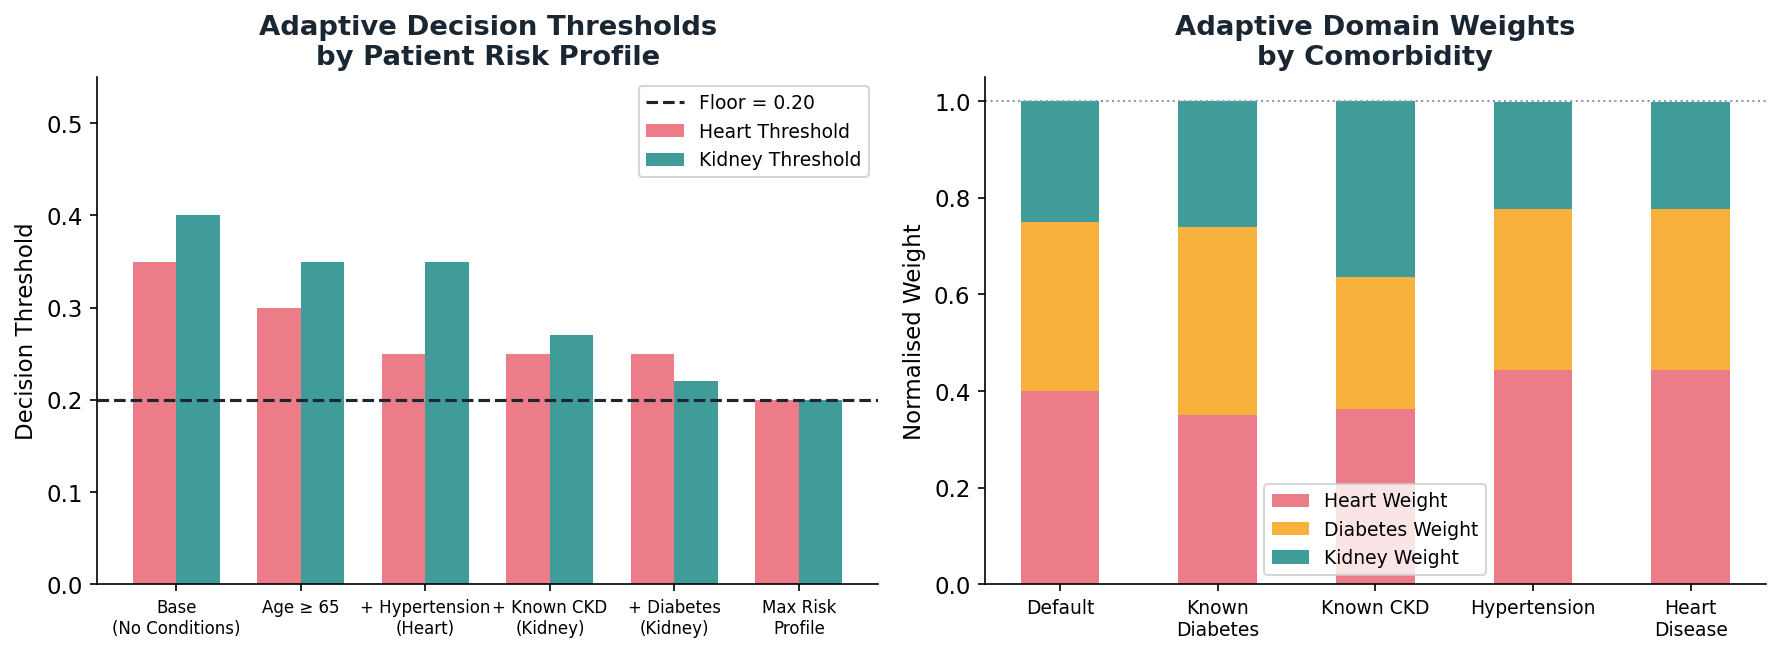 Adaptive Decision Thresholds
by Patient Risk Profile
Decision Threshold
0.5
0.4
0.3
0.2
0.1
0.0
Floor = 0.20
Heart Threshold
Kidney Threshold
Base
(No Conditions)
Age ≥ 65
+ Hypertension
(Heart)
+ Known CKD
(Kidney)
+ Diabetes
(Kidney)
Max Risk
Profile
Adaptive Domain Weights
by Comorbidity
Normalised Weight
1.0
0.8
0.6
0.4
0.2
0.0
Heart Weight
Diabetes Weight
Kidney Weight
Default
Known
Diabetes
Known CKD
Hypertension
Heart
Disease